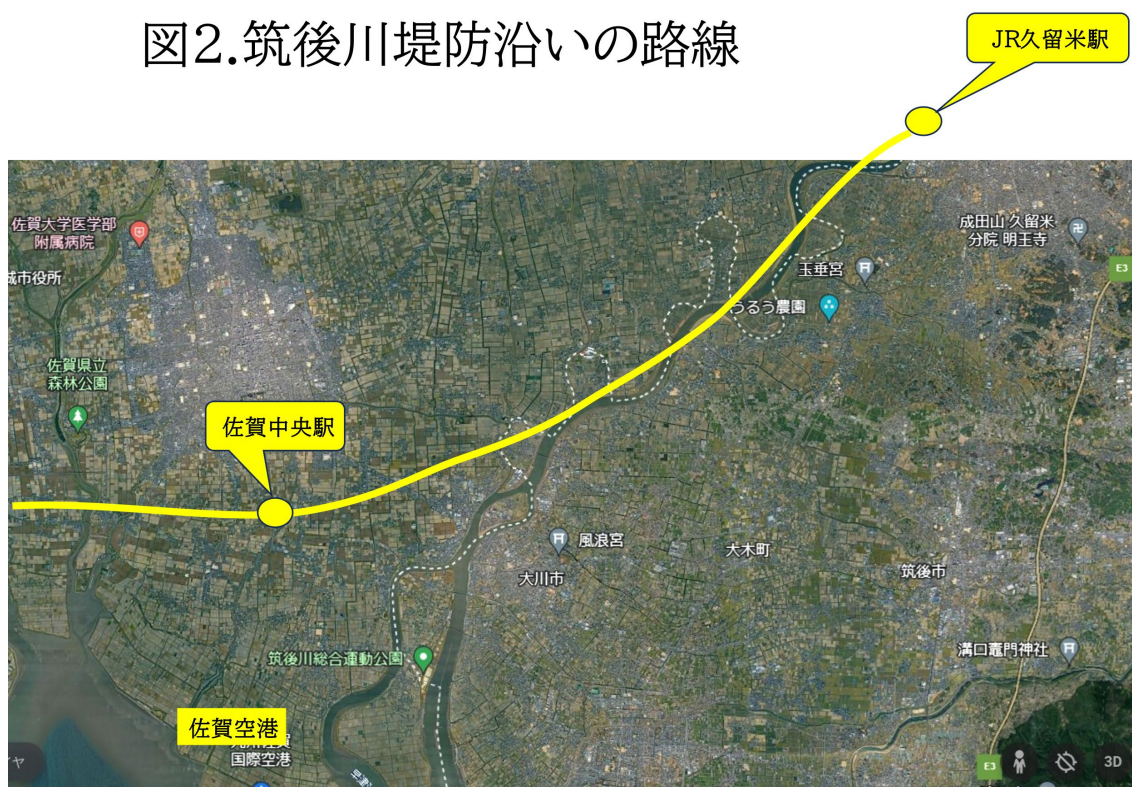 図2.筑後川堤防沿いの路線
JR久留米駅
佐賀大学医学部
附属病院
成田山 久留米
分院 明王寺
城市役所
玉垂宮
E3
うるう農園
佐賀県立
森林公園
佐賀中央駅
風浪宮
大木町
大川市
筑後市
筑後川総合運動公園
溝口竈門神社
佐賀空港
国際空港
ヤ
早津
E3
3D